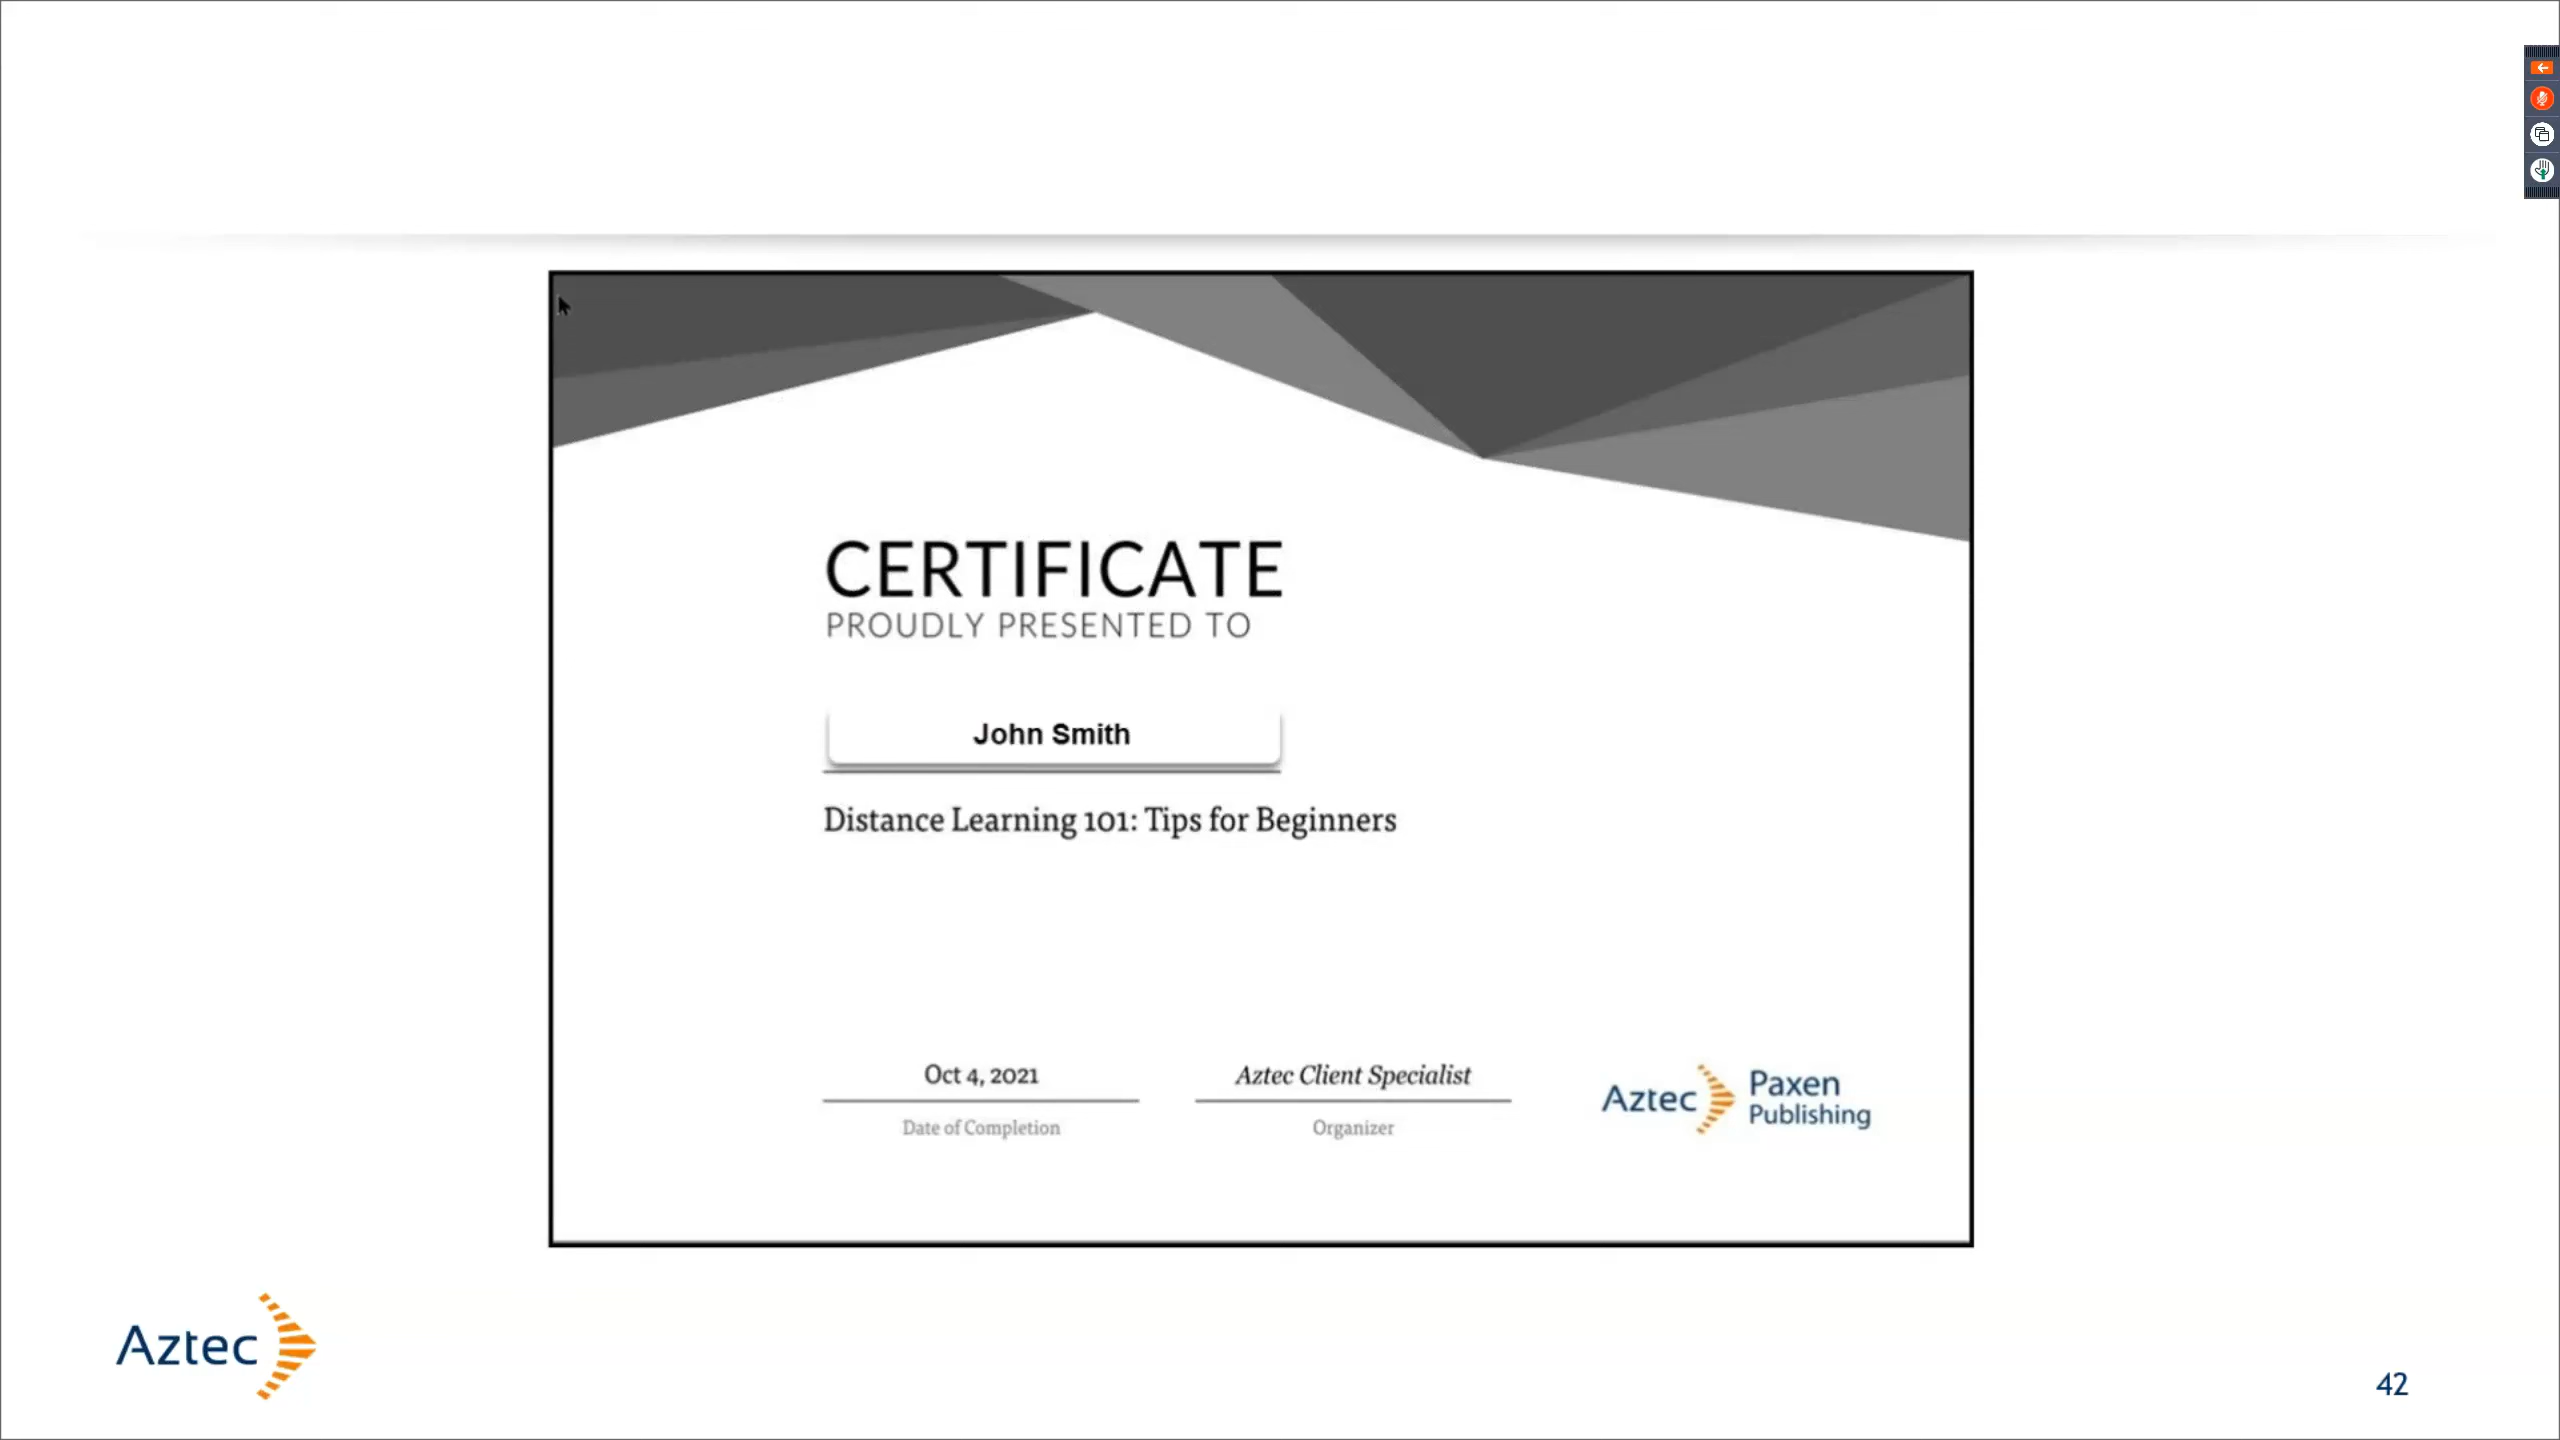 CERTIFICATE
PROUDLY PRESENTED TO
John Smith
Distance Learning 101: Tips for Beginners
Oct 4, 2021
Date of Completion
Aztec Client Specialist
Organizer
Aztec
Paxen
Publishing
Aztec
42